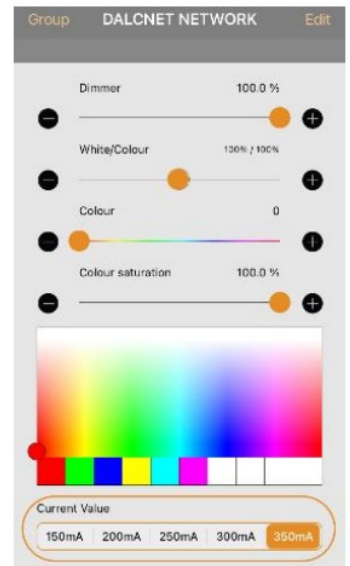 Group DALCNET NETWORK Edit
Dimmer 100.0 %
White/Colour 100% / 100%
Colour 0
Colour saturation 100.0 %
Current Value
150mA 200mA 250mA 300mA 350mA